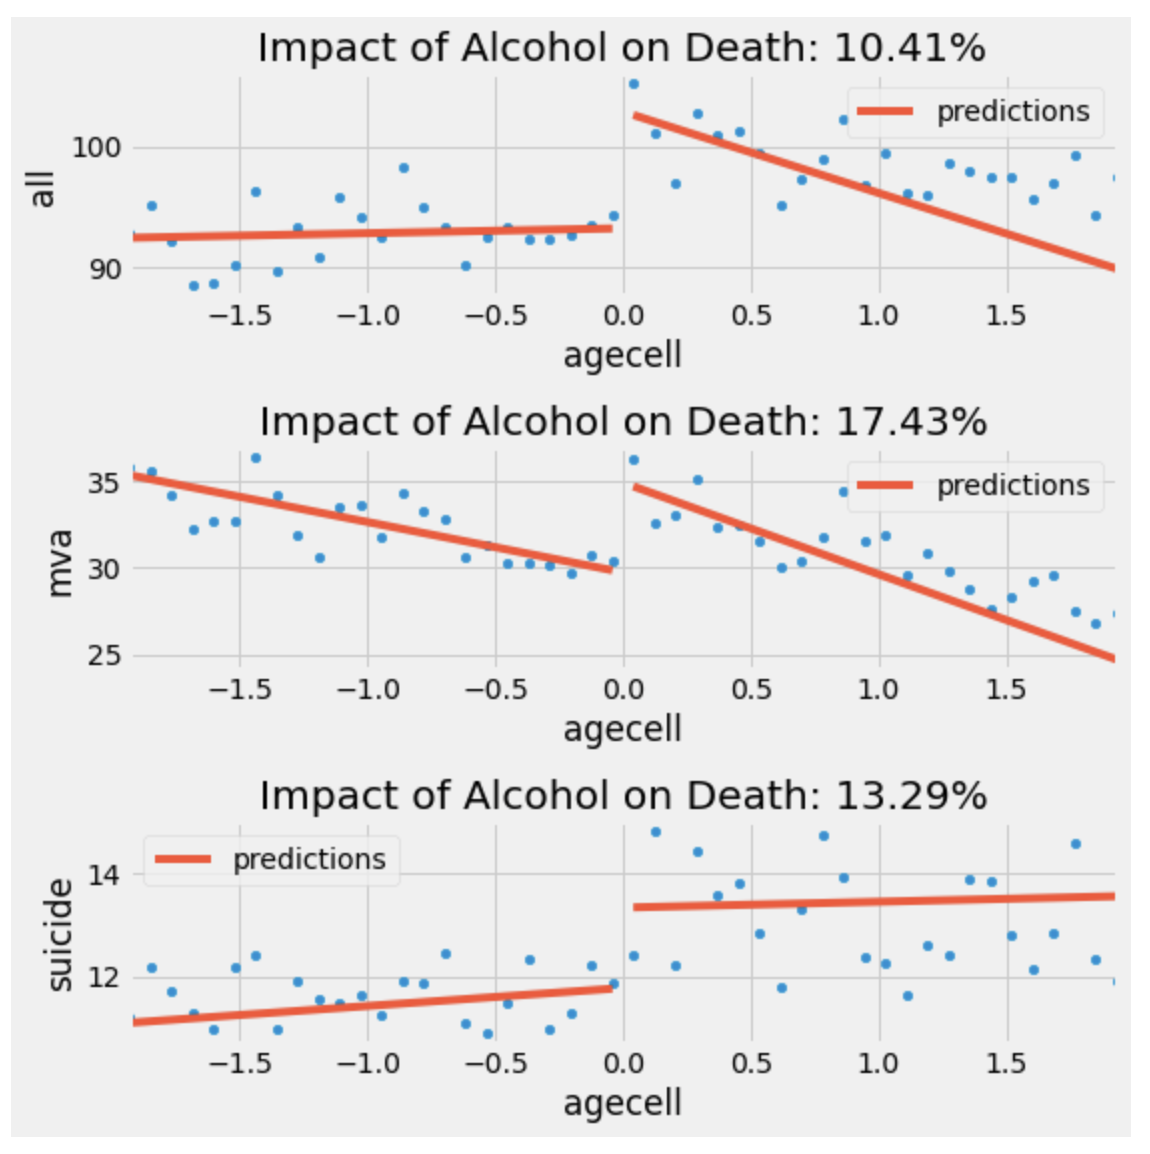 Impact of Alcohol on Death: 10.41%
predictions
100
90
all
−1.5 −1.0 −0.5 0.0 0.5 1.0 1.5
agecell
Impact of Alcohol on Death: 17.43%
predictions
35
30
25
mva
−1.5 −1.0 −0.5 0.0 0.5 1.0 1.5
agecell
Impact of Alcohol on Death: 13.29%
predictions
14
12
suicide
−1.5 −1.0 −0.5 0.0 0.5 1.0 1.5
agecell